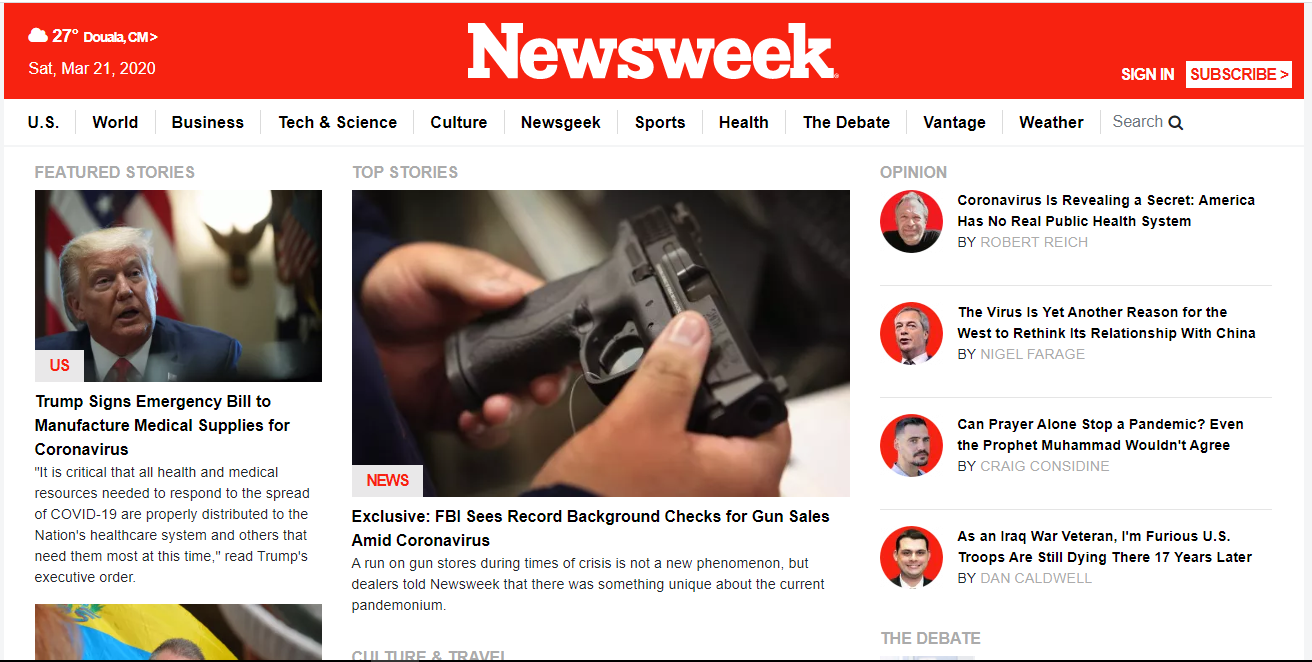 27° Douala, CM >
Sat, Mar 21, 2020
Newsweek
SIGN IN
SUBSCRIBE >
U.S.
World
Business
Tech & Science
Culture
Newsgeek
Sports
Health
The Debate
Vantage
Weather
Search
FEATURED STORIES
US
Trump Signs Emergency Bill to
Manufacture Medical Supplies for
Coronavirus
"It is critical that all health and medical
resources needed to respond to the spread
of COVID-19 are properly distributed to the
Nation's healthcare system and others that
need them most at this time," read Trump's
executive order.
TOP STORIES
NEWS
Exclusive: FBI Sees Record Background Checks for Gun Sales
Amid Coronavirus
A run on gun stores during times of crisis is not a new phenomenon, but
dealers told Newsweek that there was something unique about the current
pandemonium.
CULTURE & TRAVEL
OPINION
Coronavirus Is Revealing a Secret: America
Has No Real Public Health System
BY ROBERT REICH
The Virus Is Yet Another Reason for the
West to Rethink Its Relationship With China
BY NIGEL FARAGE
Can Prayer Alone Stop a Pandemic? Even
the Prophet Muhammad Wouldn't Agree
BY CRAIG CONSIDINE
As an Iraq War Veteran, I'm Furious U.S.
Troops Are Still Dying There 17 Years Later
BY DAN CALDWELL
THE DEBATE